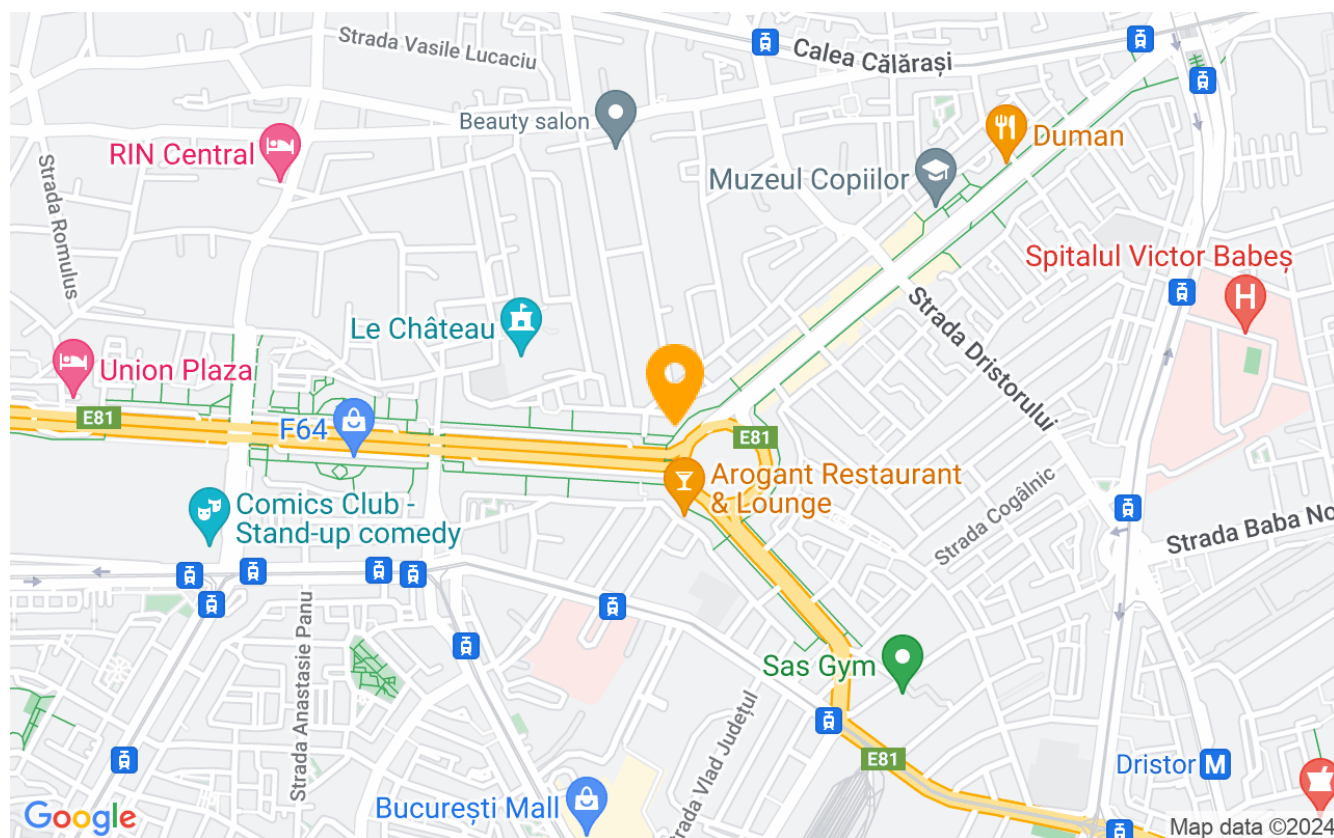 Strada Vasile Lucaciu
Calea Călărași
Beauty salon
Duman
RIN Central
Muzeul Copiilor
Strada Romulus
Spitalul Victor Babeș
H
Le Château
Strada Dristorului
Union Plaza
E81
F64
E81
Arogant Restaurant
& Lounge
Comics Club -
Stand-up comedy
Strada Cogâlnic
Strada Baba No
Strada Anastasie Panu
Sas Gym
Strada Vlad Județul
E81
Dristor M
București Mall
Google
Map data ©2024